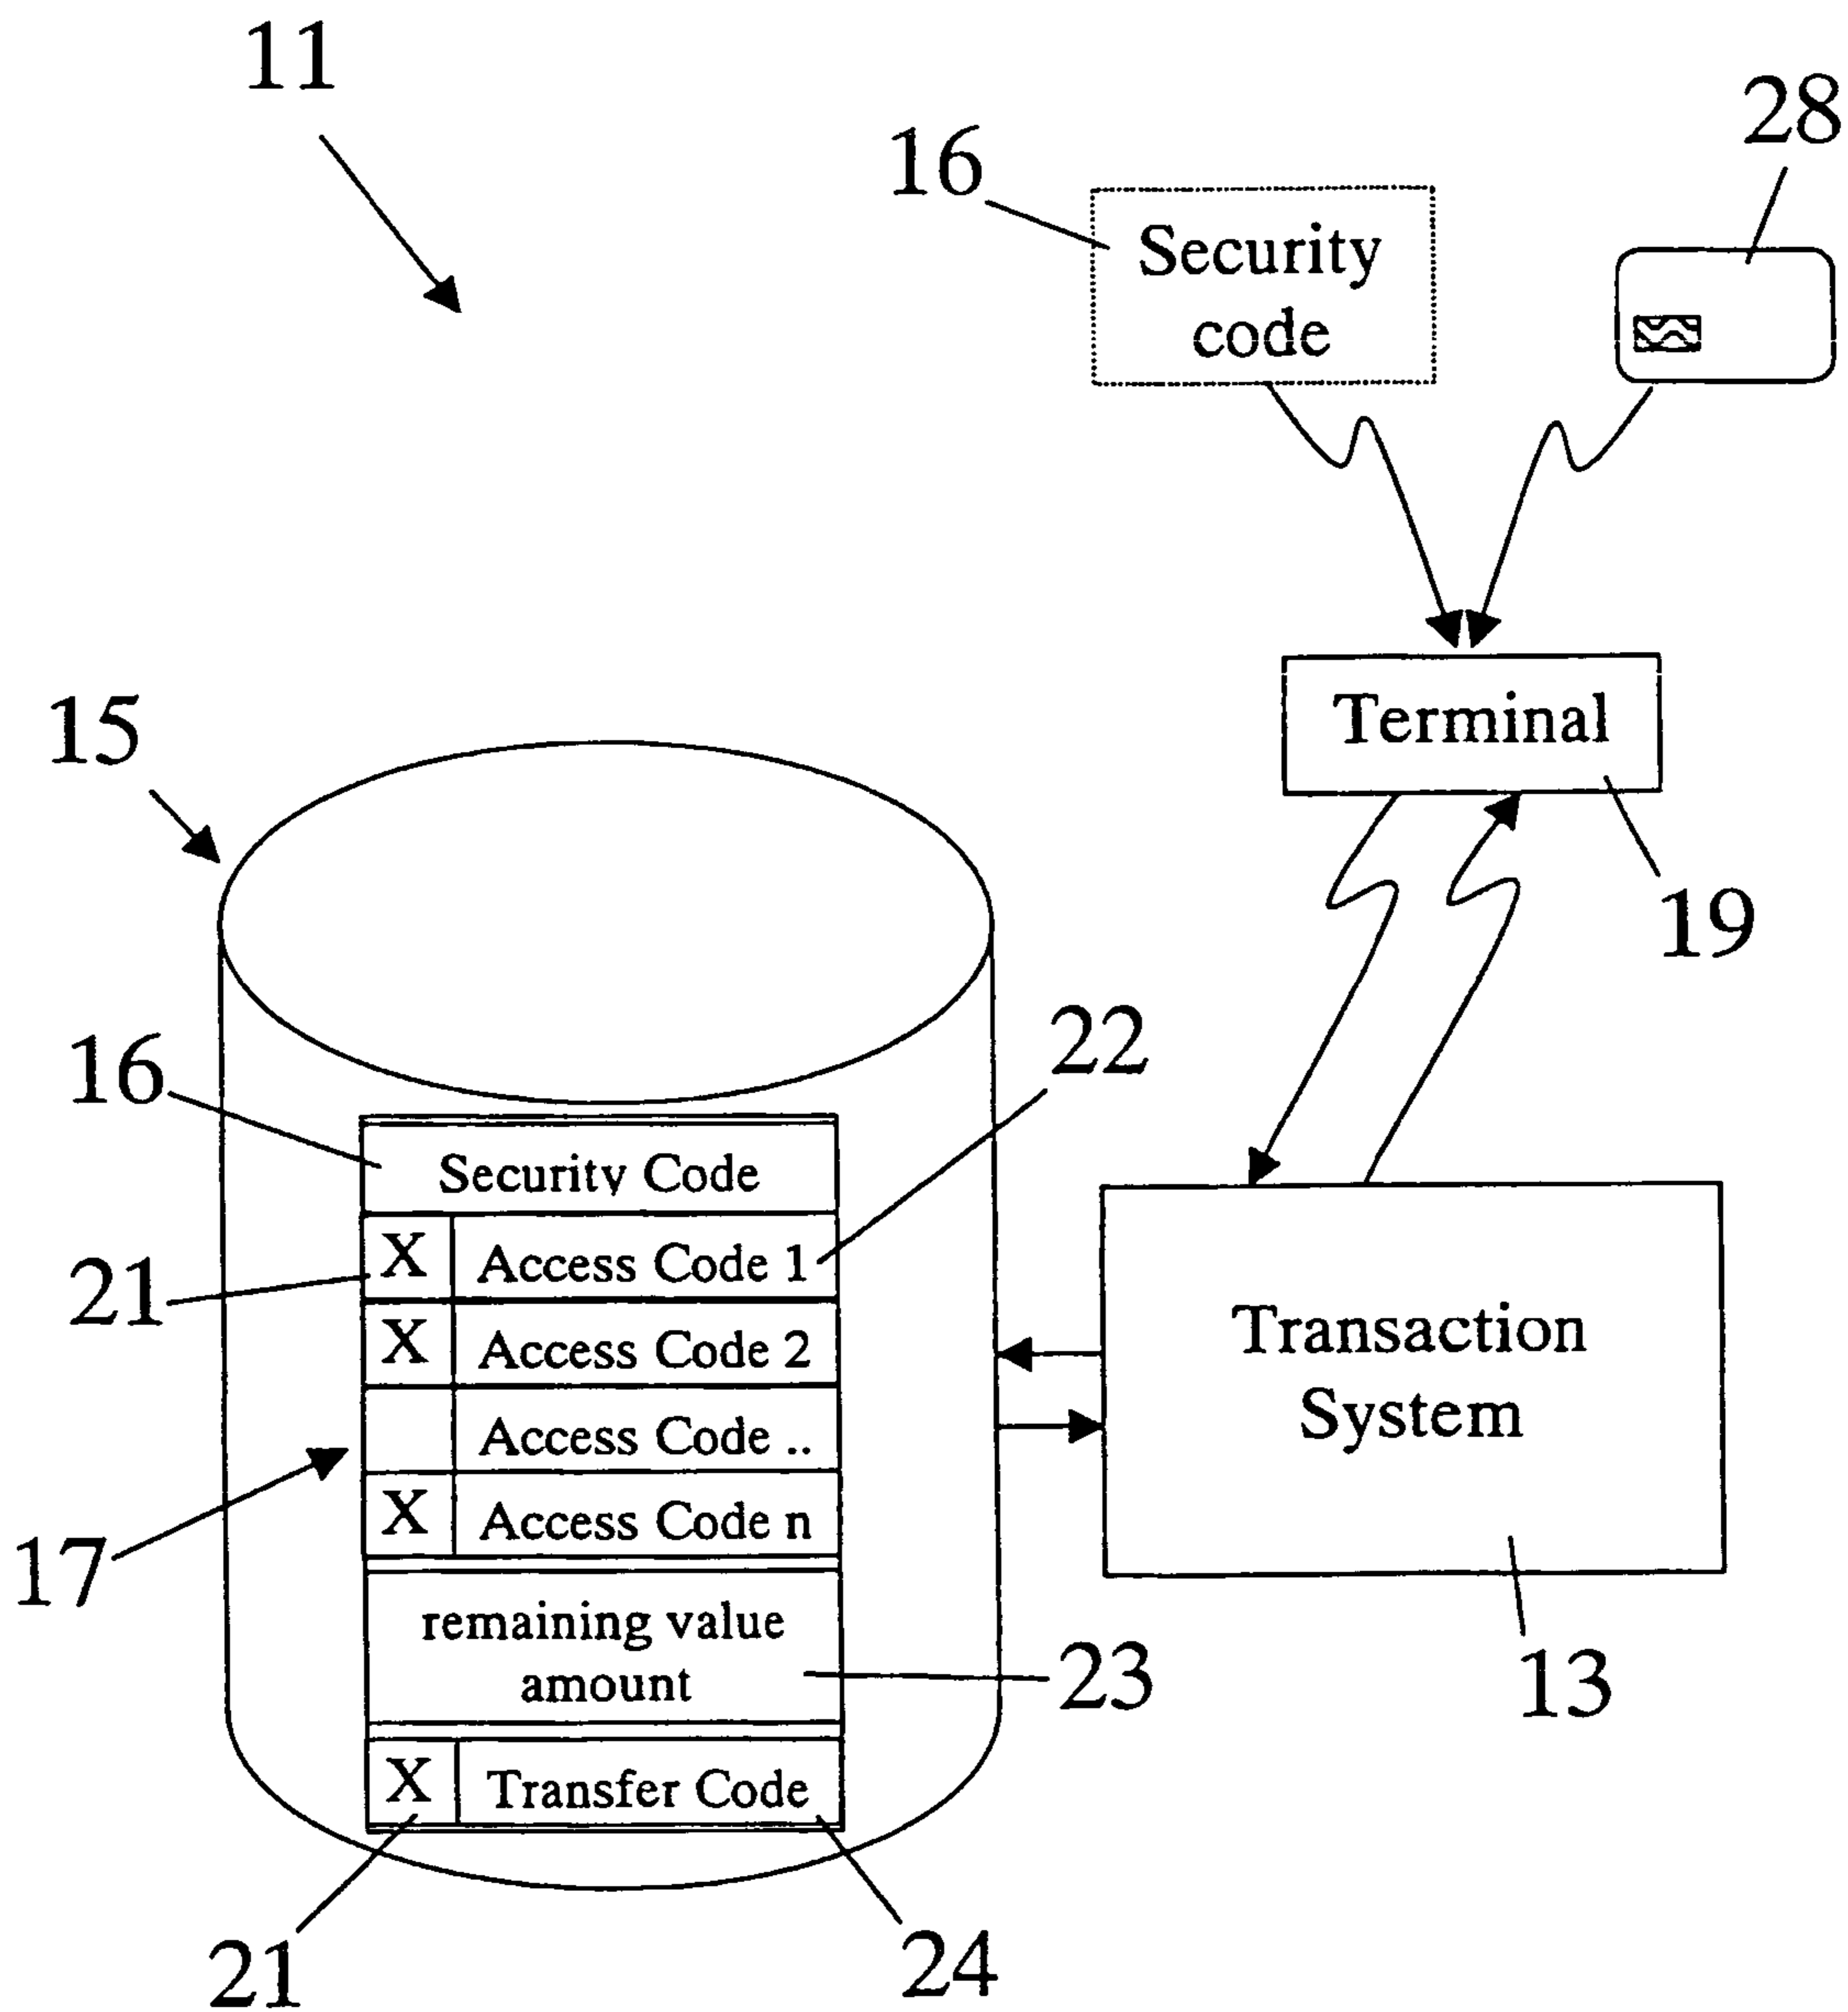 11
28
16
Security
code
Terminal
15
19
22
16
Security Code
X Access Code 1
21
X Access Code 2
Transaction
System
Access Code ..
X Access Code n
17
remaining value
amount
23
13
X Transfer Code
21
24